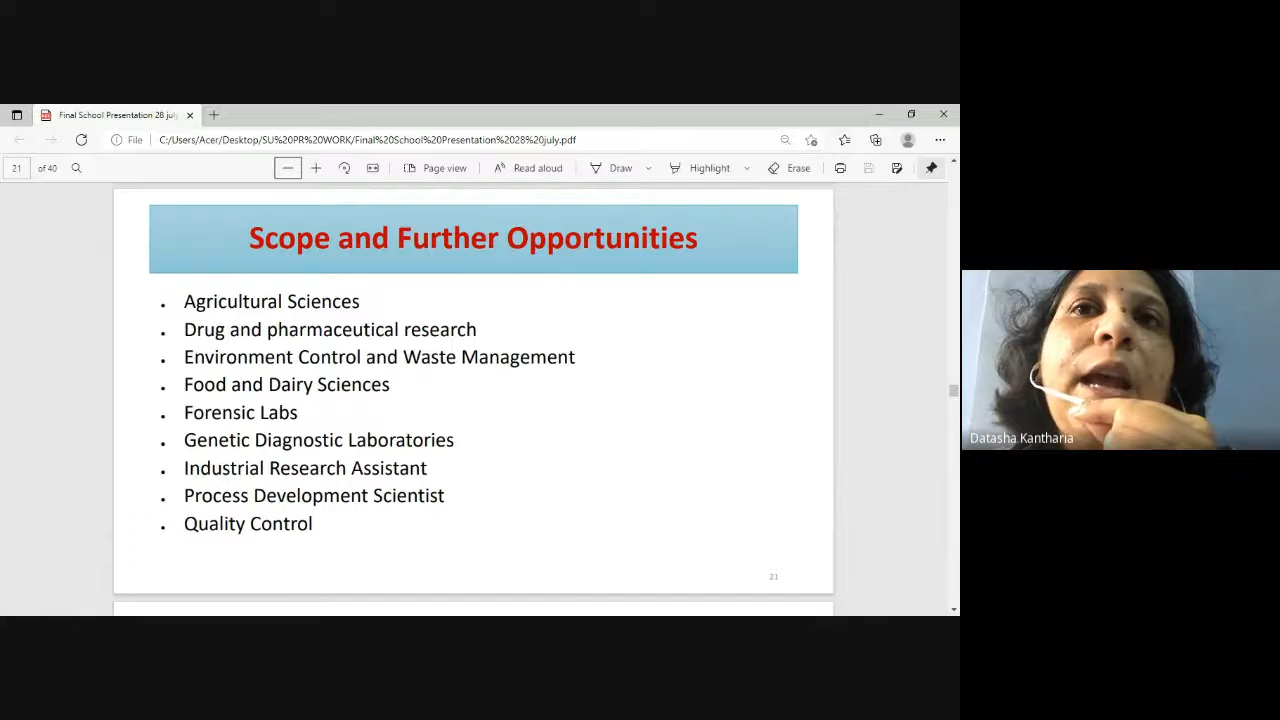 Final School Presentation 28 july
File
C:/Users/Acer/Desktop/SU%20PR%20WORK/Final%20School%20Presentation%2028%20july.pdf
21 of 40
Page view
Read aloud
Draw
Highlight
Erase
Scope and Further Opportunities
• Agricultural Sciences
• Drug and pharmaceutical research
• Environment Control and Waste Management
• Food and Dairy Sciences
• Forensic Labs
• Genetic Diagnostic Laboratories
• Industrial Research Assistant
• Process Development Scientist
• Quality Control
21
Datasha Kantharia